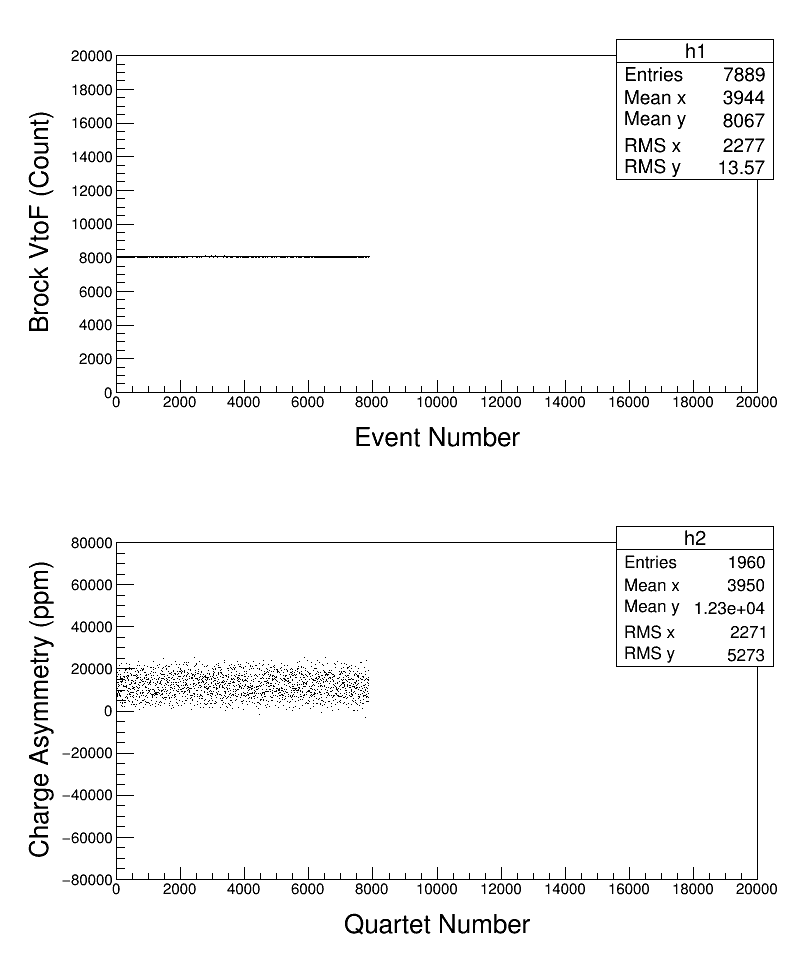 h1
Entries 7889
Mean x 3944
Mean y 8067
RMS x 2277
RMS y 13.57
20000
18000
16000
14000
12000
10000
8000
6000
4000
2000
0
Brock VtoF (Count)
0 2000 4000 6000 8000 10000 12000 14000 16000 18000 20000
Event Number
h2
Entries 1960
Mean x 3950
Mean y 1.23e+04
RMS x 2271
RMS y 5273
80000
60000
40000
20000
0
−20000
−40000
−60000
−80000
Charge Asymmetry (ppm)
0 2000 4000 6000 8000 10000 12000 14000 16000 18000 20000
Quartet Number